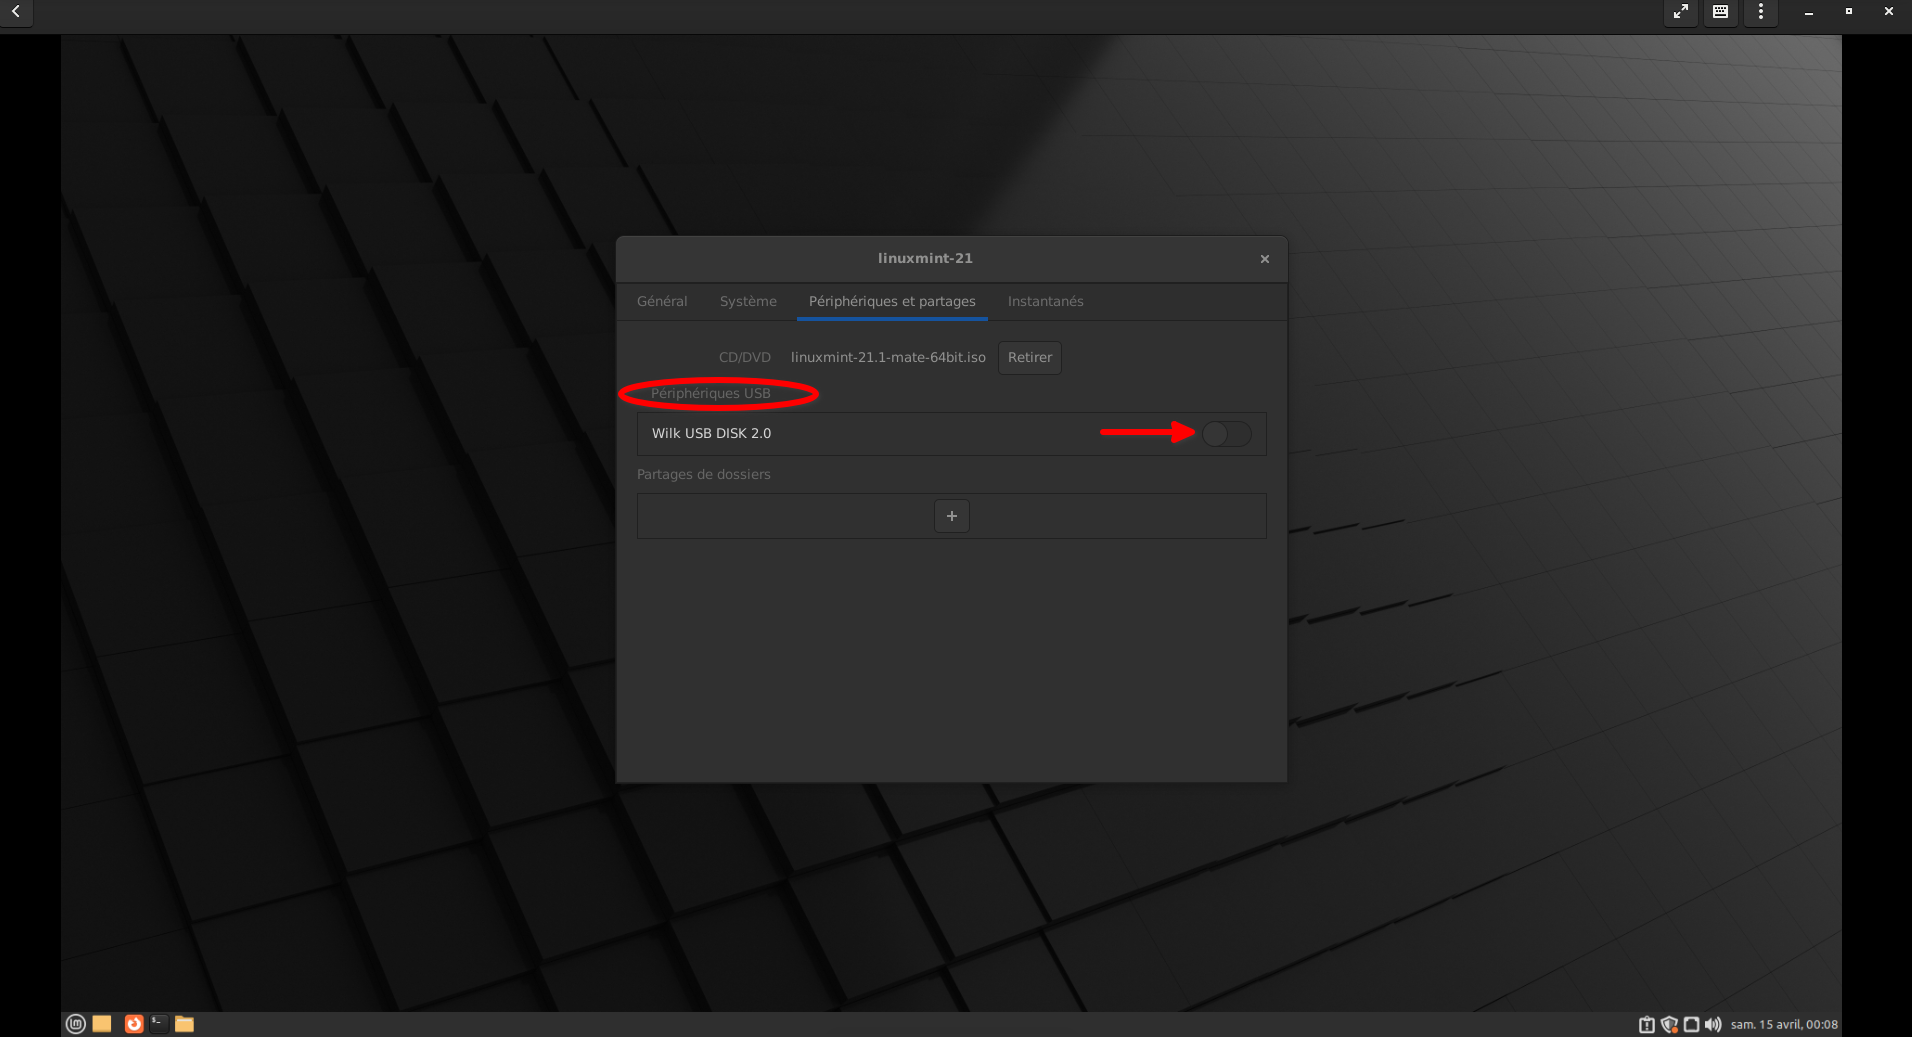 linuxmint-21
Général Système Périphériques et partages Instantanés
CD/DVD linuxmint-21.1-mate-64bit.iso Retirer
Périphériques USB
Wilk USB DISK 2.0
Partages de dossiers
+
sam. 15 avril, 00:08